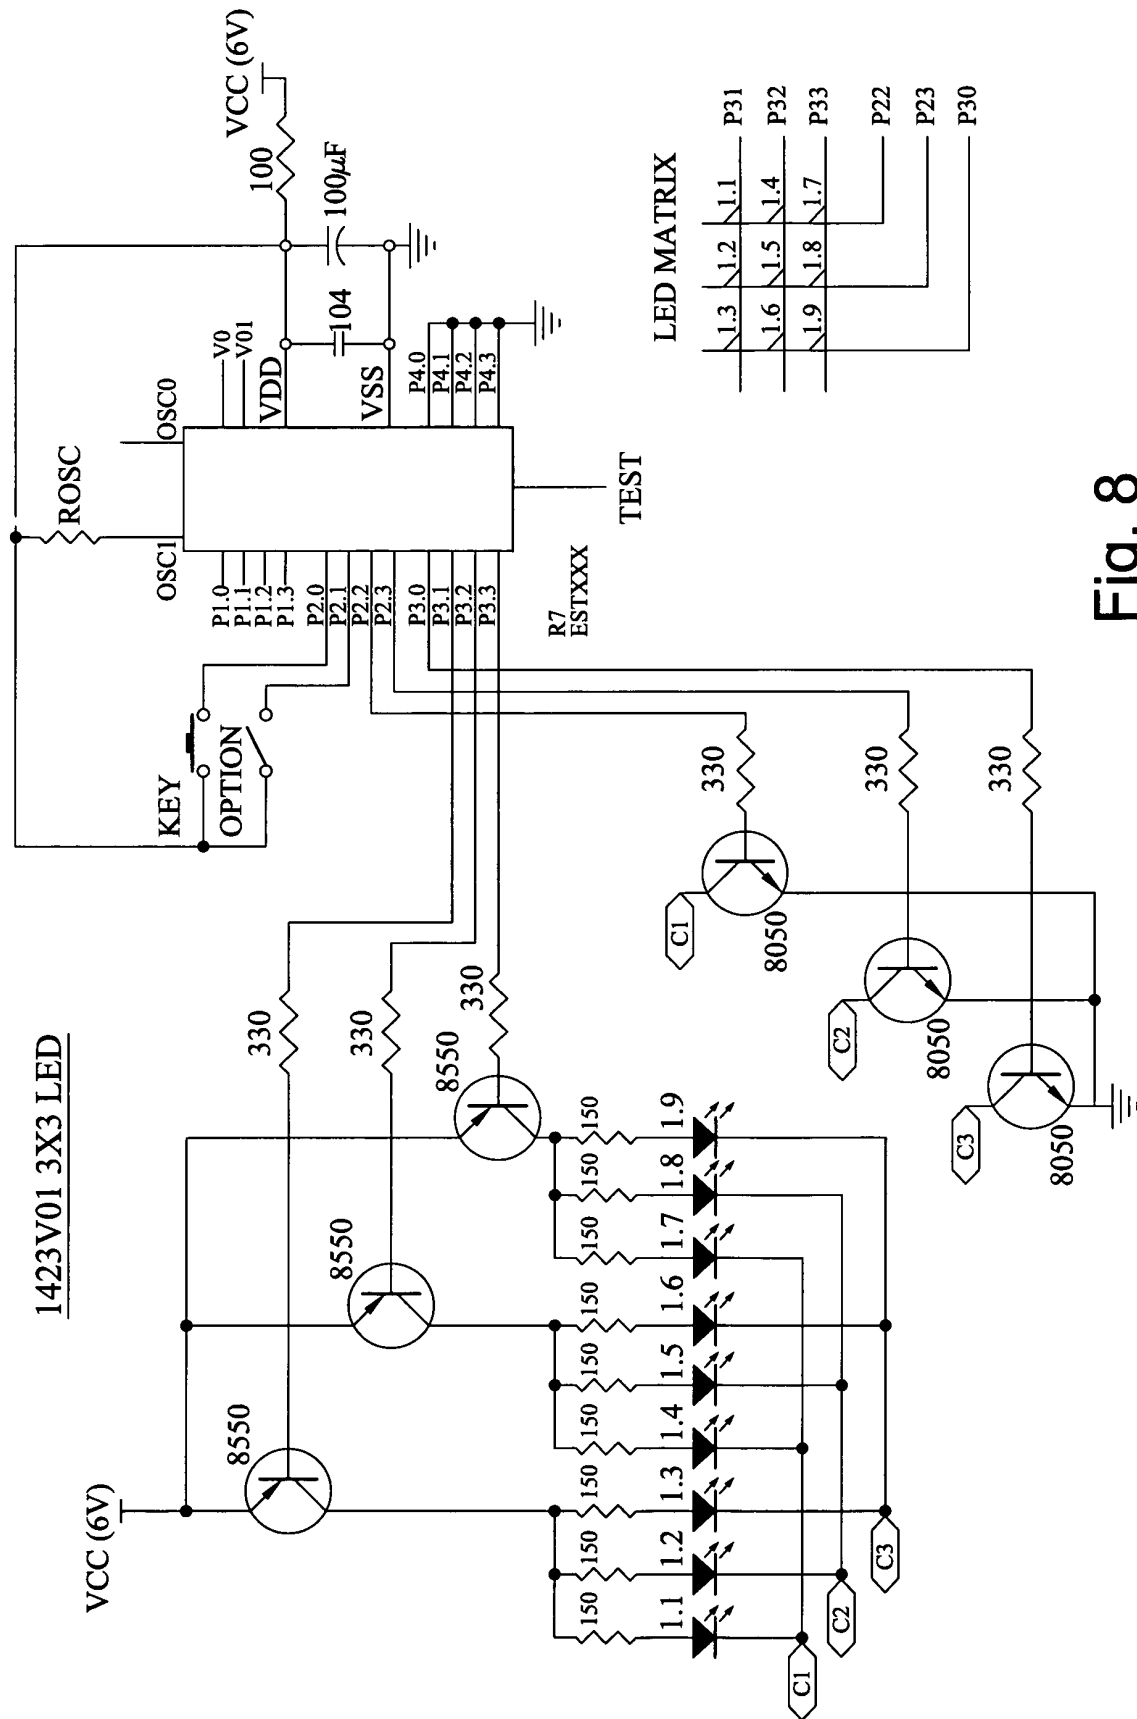 1423V01 3X3 LED
VCC (6V)
8550
8550
8550
330
330
330
KEY
OPTION
ROSC
OSC1
OSC0
P1.0
P1.1
P1.2
P1.3
P2.0
P2.1
P2.2
P2.3
P3.0
P3.1
P3.2
P3.3
V0
V01
VDD
VSS
P4.0
P4.1
P4.2
P4.3
104
100µF
100
VCC (6V)
R7
ESTXXX
TEST
150
150
150
150
150
150
150
150
150
1.1
1.2
1.3
1.4
1.5
1.6
1.7
1.8
1.9
C1
C2
C3
C1
C2
C3
8050
8050
8050
330
330
330
LED MATRIX
1.3
1.2
1.1
P31
1.6
1.5
1.4
P32
1.9
1.8
1.7
P33
P22
P23
P30
Fig. 8